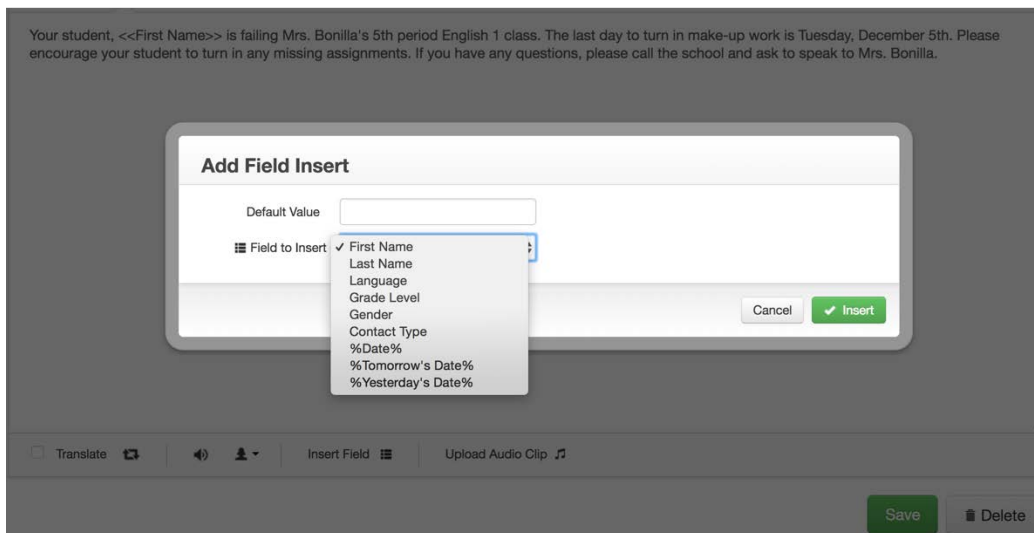 Your student, <<First Name>> is failing Mrs. Bonilla's 5th period English 1 class. The last day to turn in make-up work is Tuesday, December 5th. Please
encourage your student to turn in any missing assignments. If you have any questions, please call the school and ask to speak to Mrs. Bonilla.
Add Field Insert
Default Value
Field to Insert ✓ First Name
Last Name
Language
Grade Level
Gender
Contact Type
%Date%
%Tomorrow's Date%
%Yesterday's Date%
Cancel ✓ Insert
Translate Insert Field Upload Audio Clip
Save Delete